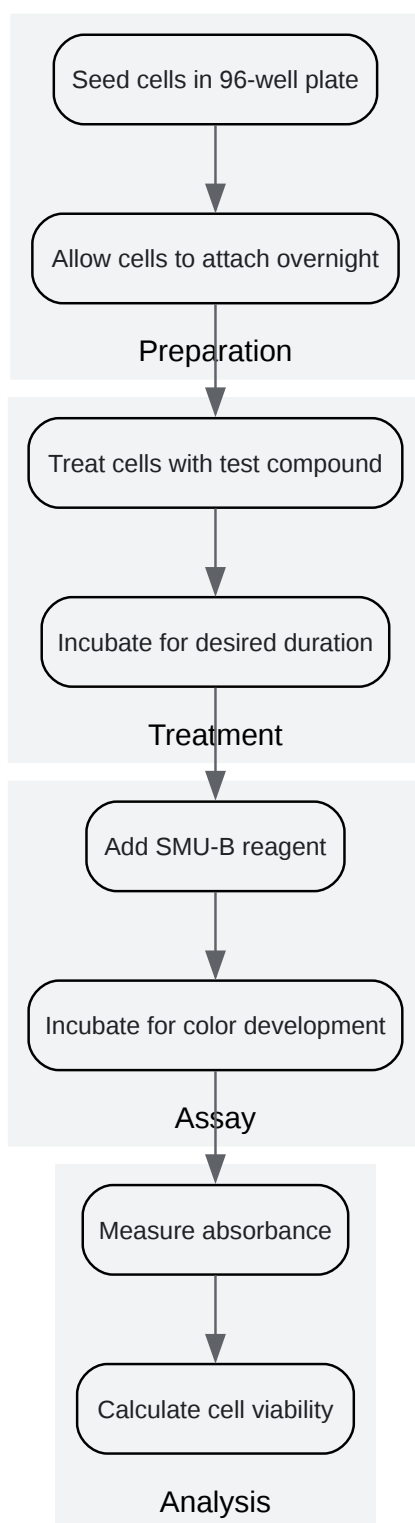 Seed cells in 96-well plate
Allow cells to attach overnight
Preparation
Treat cells with test compound
Incubate for desired duration
Treatment
Add SMU-B reagent
Incubate for color development
Assay
Measure absorbance
Calculate cell viability
Analysis